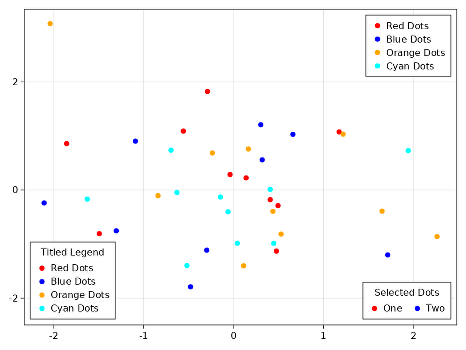 Red Dots
Blue Dots
Orange Dots
Cyan Dots
2
0
-2
Titled Legend
Red Dots
Blue Dots
Orange Dots
Cyan Dots
Selected Dots
One Two
-2 -1 0 1 2